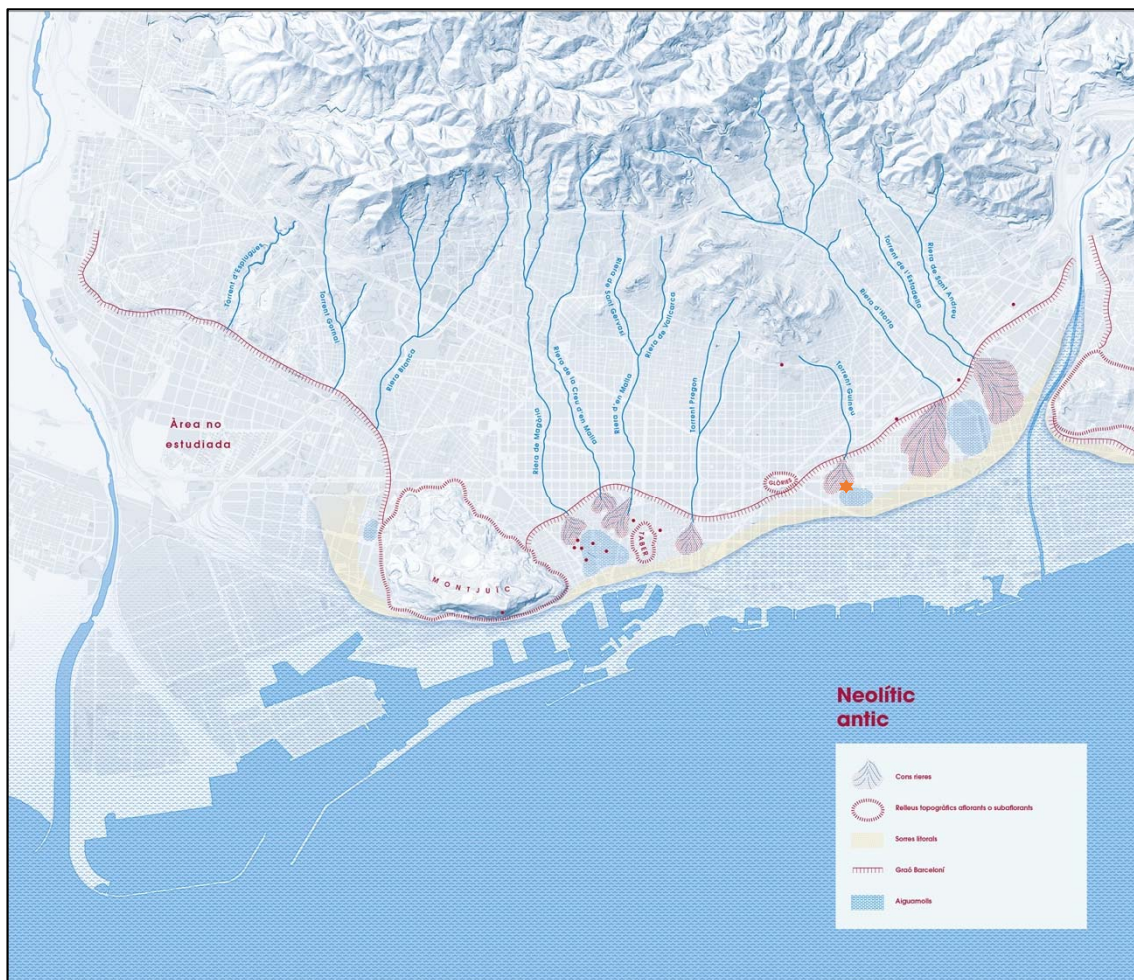 Torrent d'Esplugues
Torrent Gornal
Riera Blanca
Riera de Magòria
Riera de la Creu d'en Malla
Riera de Sant Gervasi
Riera de Vallcarca
Riera d'en Malla
Torrent Pregon
Torrent Guineu
Riera d'Horta
Torrent de l'Estadella
Riera de Sant Andreu
Àrea no
estudiada
GLÒRIES
TÀBER
MONTJUÏC
Neolític
antic
Cons rieres
Relleus topogràfics aflorants o subaflorants
Sorres litorals
Graó Barceloní
Aiguamolls